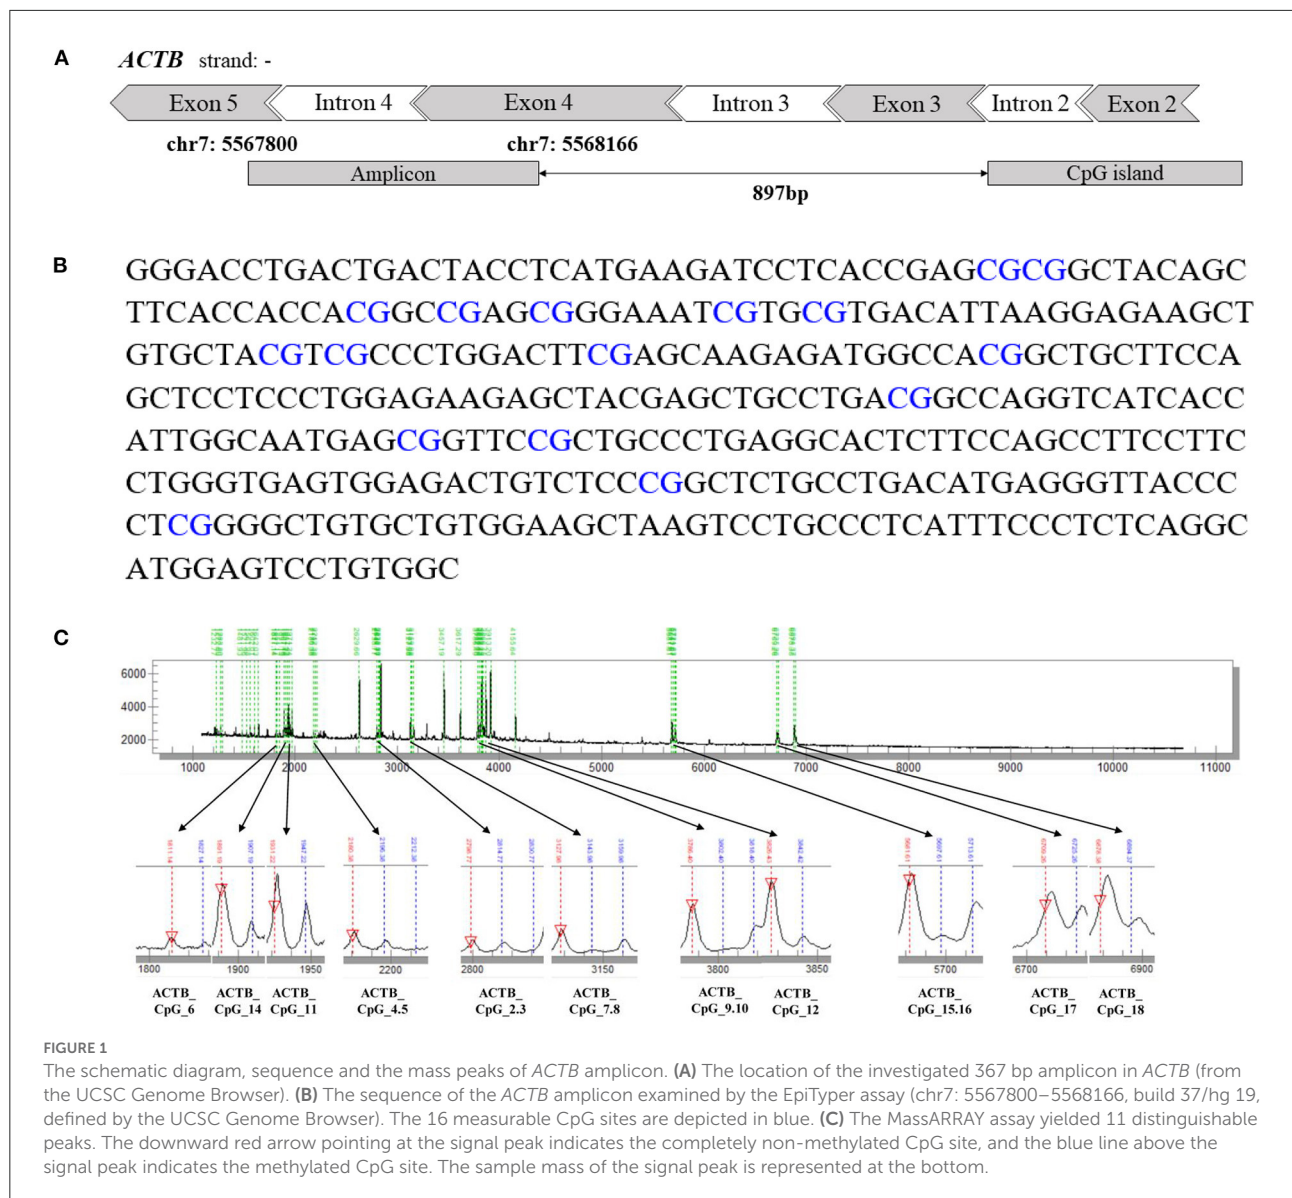 A
ACTB strand: -
Exon 5 Intron 4 Exon 4 Intron 3 Exon 3 Intron 2 Exon 2
chr7: 5567800 chr7: 5568166
Amplicon CpG island
897bp
B
GGGACCTGACTGACTACCTCATGAAGATCCTCACCGAGCGCGGCTACAGC
TTCACCACCACGGCCGAGCGGGAAATCGTGCGTGACATTAAGGAGAAGCT
GTGCTACGTCGCCCTGGACTTCGAGCAAGAGATGGCCACGGCTGCTTCCA
GCTCCTCCCTGGAGAAGAGCTACGAGCTGCCTGACGGCCAGGTCATCACC
ATTGGCAATGAGCGGTTCCGCTGCCCTGAGGCACTCTTCCAGCCTTCCTTC
CTGGGTGAGTGGAGACTGTCTCCCGGCTCTGCCTGACATGAGGGTTACCC
CTCGGGGCTGTGCTGTGGAAGCTAAGTCCTGCCCTCATTTCCCTCTCAGGC
ATGGAGTCCTGTGGC
C
6000
4000
2000
1000 2000 3000 4000 5000 6000 7000 8000 9000 10000 11000
1800 1900 1950 2200 2800 3150 3800 3850 5700 6700 6900
ACTB_ ACTB_ ACTB_ ACTB_ ACTB_ ACTB_ ACTB_ ACTB_ ACTB_ ACTB_ ACTB_
CpG_6 CpG_14 CpG_11 CpG_4.5 CpG_2.3 CpG_7.8 CpG_9.10 CpG_12 CpG_15.16 CpG_17 CpG_18
FIGURE 1
The schematic diagram, sequence and the mass peaks of ACTB amplicon. (A) The location of the investigated 367 bp amplicon in ACTB (from
the UCSC Genome Browser). (B) The sequence of the ACTB amplicon examined by the EpiTyper assay (chr7: 5567800–5568166, build 37/hg 19,
defined by the UCSC Genome Browser). The 16 measurable CpG sites are depicted in blue. (C) The MassARRAY assay yielded 11 distinguishable
peaks. The downward red arrow pointing at the signal peak indicates the completely non-methylated CpG site, and the blue line above the
signal peak indicates the methylated CpG site. The sample mass of the signal peak is represented at the bottom.